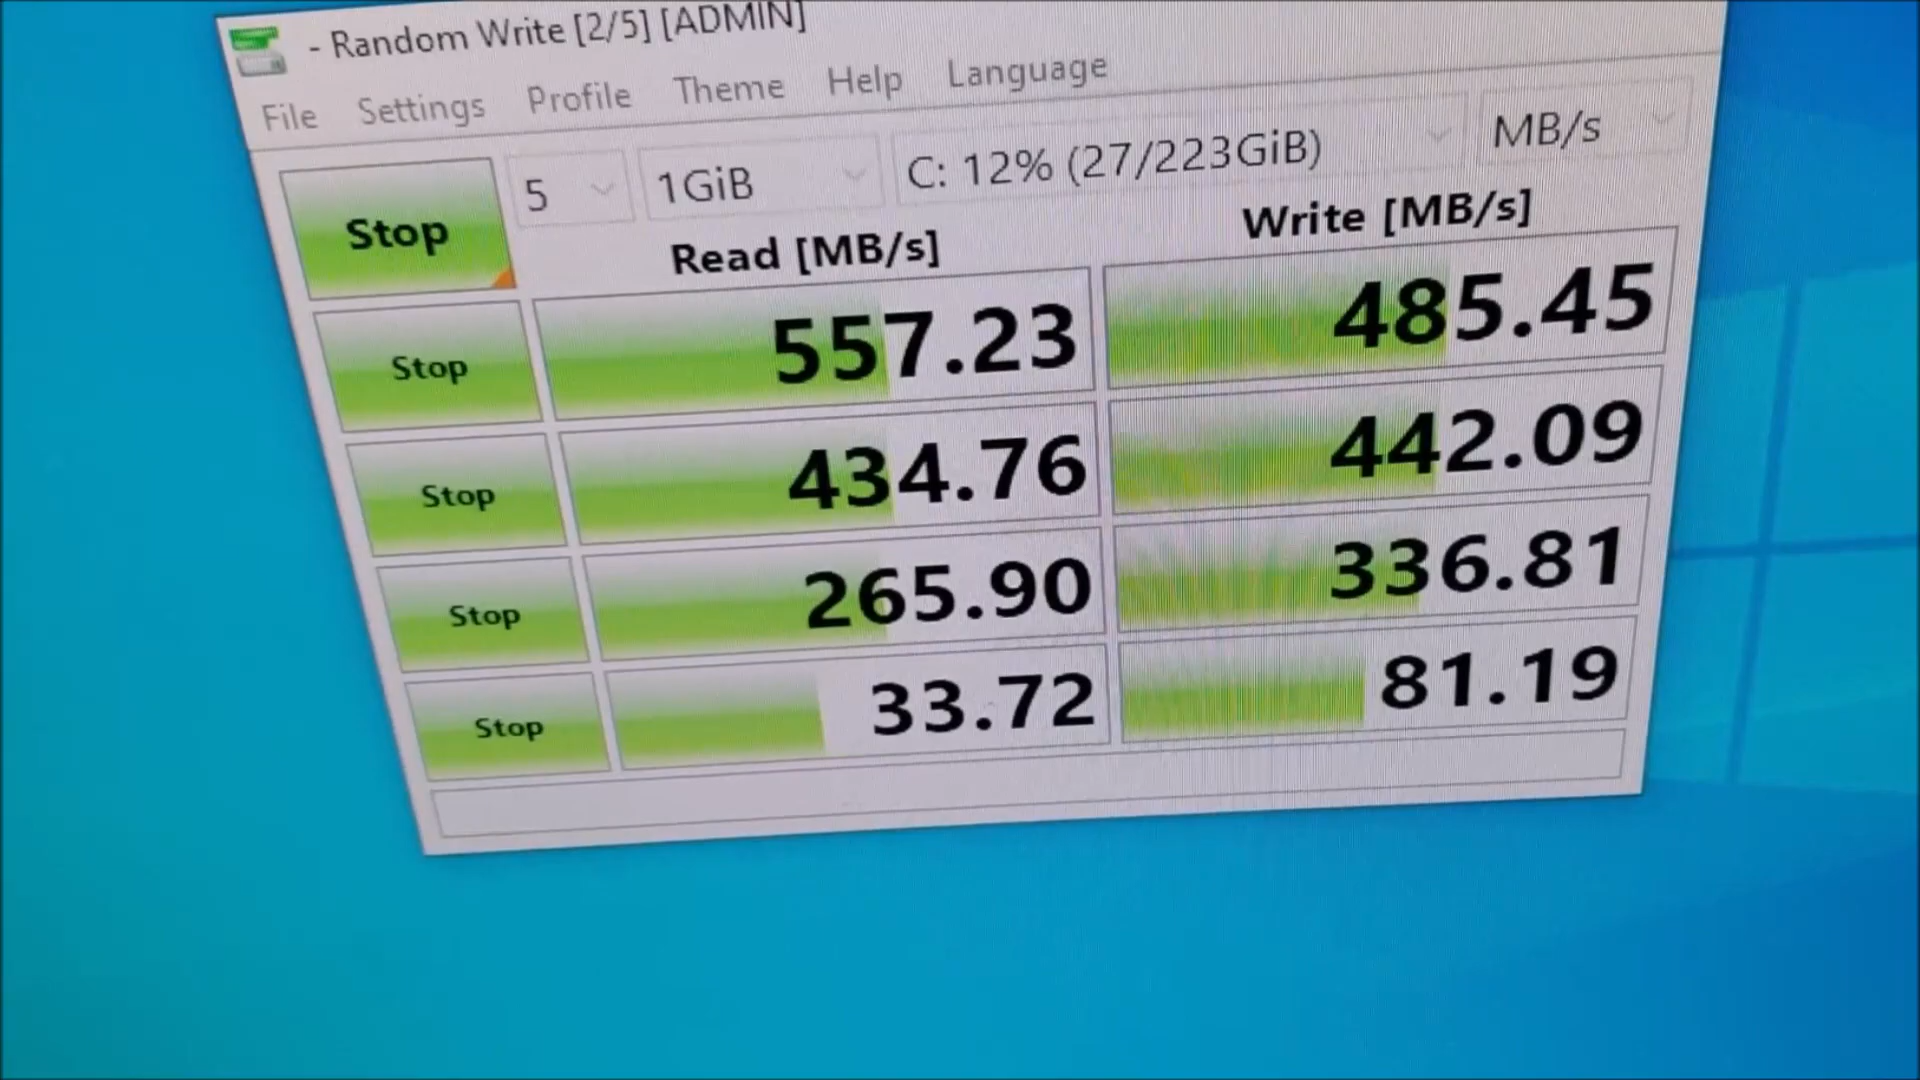 - Random Write [2/5] [ADMIN]
File Settings Profile Theme Help Language
Stop 5 1GiB C: 12% (27/223GiB) MB/s
Read [MB/s] Write [MB/s]
Stop 557.23 485.45
Stop 434.76 442.09
Stop 265.90 336.81
Stop 33.72 81.19